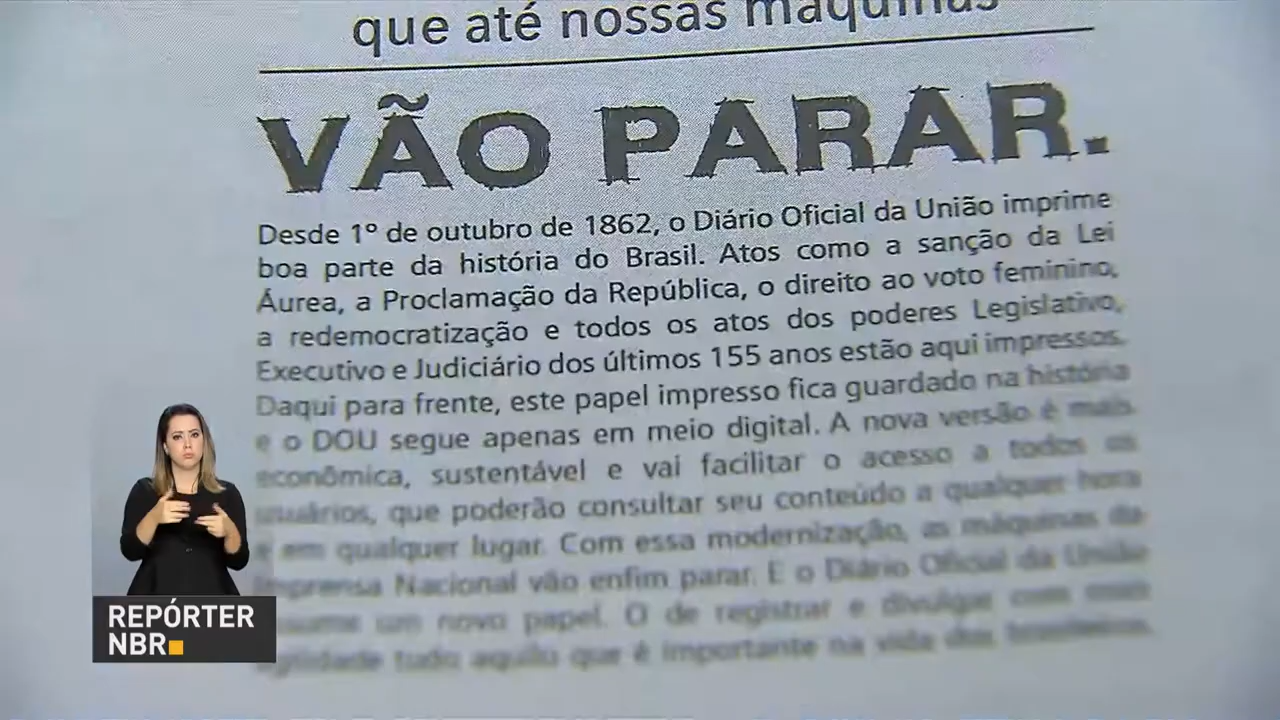 que até nossas máquinas
VÃO PARAR.
Desde 1º de outubro de 1862, o Diário Oficial da União imprime
boa parte da história do Brasil. Atos como a sanção da Lei
Áurea, a Proclamação da República, o direito ao voto feminino,
a redemocratização e todos os atos dos poderes Legislativo,
Executivo e Judiciário dos últimos 155 anos estão aqui impressos.
Daqui para frente, este papel impresso fica guardado na história
e o DOU segue apenas em meio digital. A nova versão é mais
econômica, sustentável e vai facilitar o acesso a todos os
usuários, que poderão consultar seu conteúdo a qualquer hora
e em qualquer lugar. Com essa modernização, as máquinas da
Imprensa Nacional vão enfim parar. E o Diário Oficial da União
assume um novo papel. O de registrar e divulgar com mais
agilidade tudo aquilo que é importante na vida dos brasileiros.
REPÓRTER
NBR